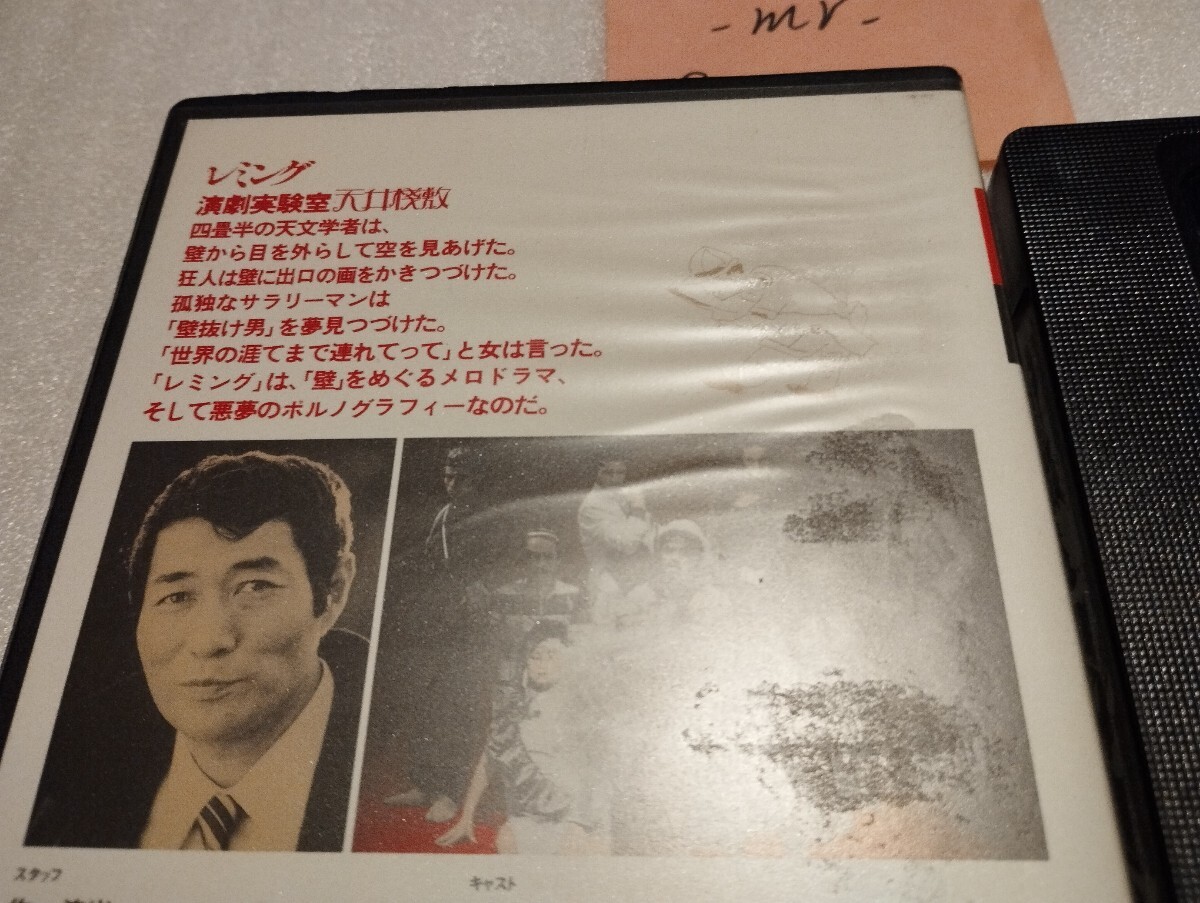 -mr-
レミング
演劇実験室天井棧敷
四畳半の天文学者は、
壁から目を外らして空を見あげた。
狂人は壁に出口の画をかきつづけた。
孤独なサラリーマンは
「壁抜け男」を夢見つづけた。
「世界の涯てまで連れてって」と女は言った。
「レミング」は、「壁」をめぐるメロドラマ、
そして悪夢のポルノグラフィーなのだ。
スタッフ
キャスト